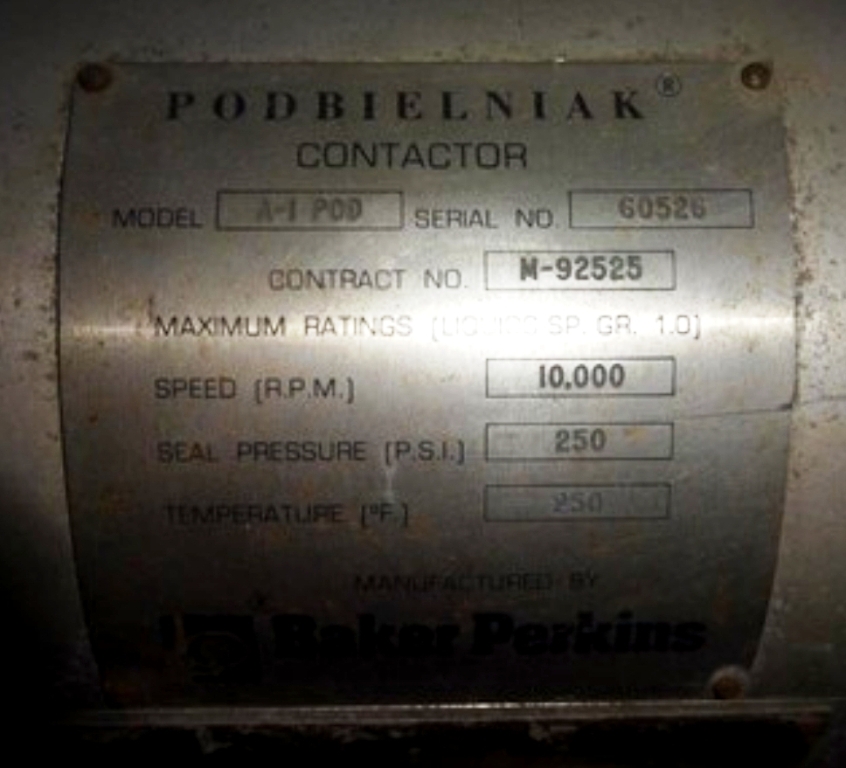 PODBIELNIAK®
CONTACTOR
MODEL A-1 POD SERIAL NO. 60526
CONTRACT NO. M-92525
MAXIMUM RATINGS (LIQUIDS SP. GR. 1.0)
SPEED (R.P.M.) 10,000
SEAL PRESSURE (P.S.I.) 250
TEMPERATURE (°F.) 250
MANUFACTURED BY
Baker Perkins